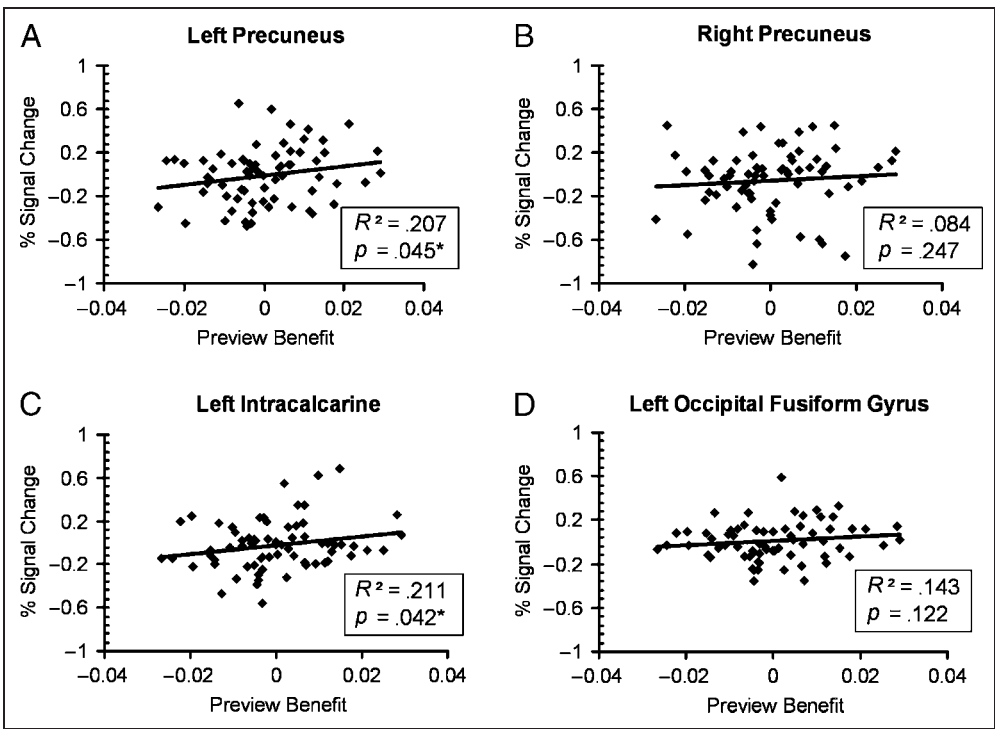 A
Left Precuneus
% Signal Change
1
0.6
0.2
−0.2
−0.6
−1
R² = .207
p = .045*
−0.04
−0.02
0
0.02
0.04
Preview Benefit
B
Right Precuneus
% Signal Change
1
0.6
0.2
−0.2
−0.6
−1
R² = .084
p = .247
−0.04
−0.02
0
0.02
0.04
Preview Benefit
C
Left Intracalcarine
% Signal Change
1
0.6
0.2
−0.2
−0.6
−1
R² = .211
p = .042*
−0.04
−0.02
0
0.02
0.04
Preview Benefit
D
Left Occipital Fusiform Gyrus
% Signal Change
1
0.6
0.2
−0.2
−0.6
−1
R² = .143
p = .122
−0.04
−0.02
0
0.02
0.04
Preview Benefit